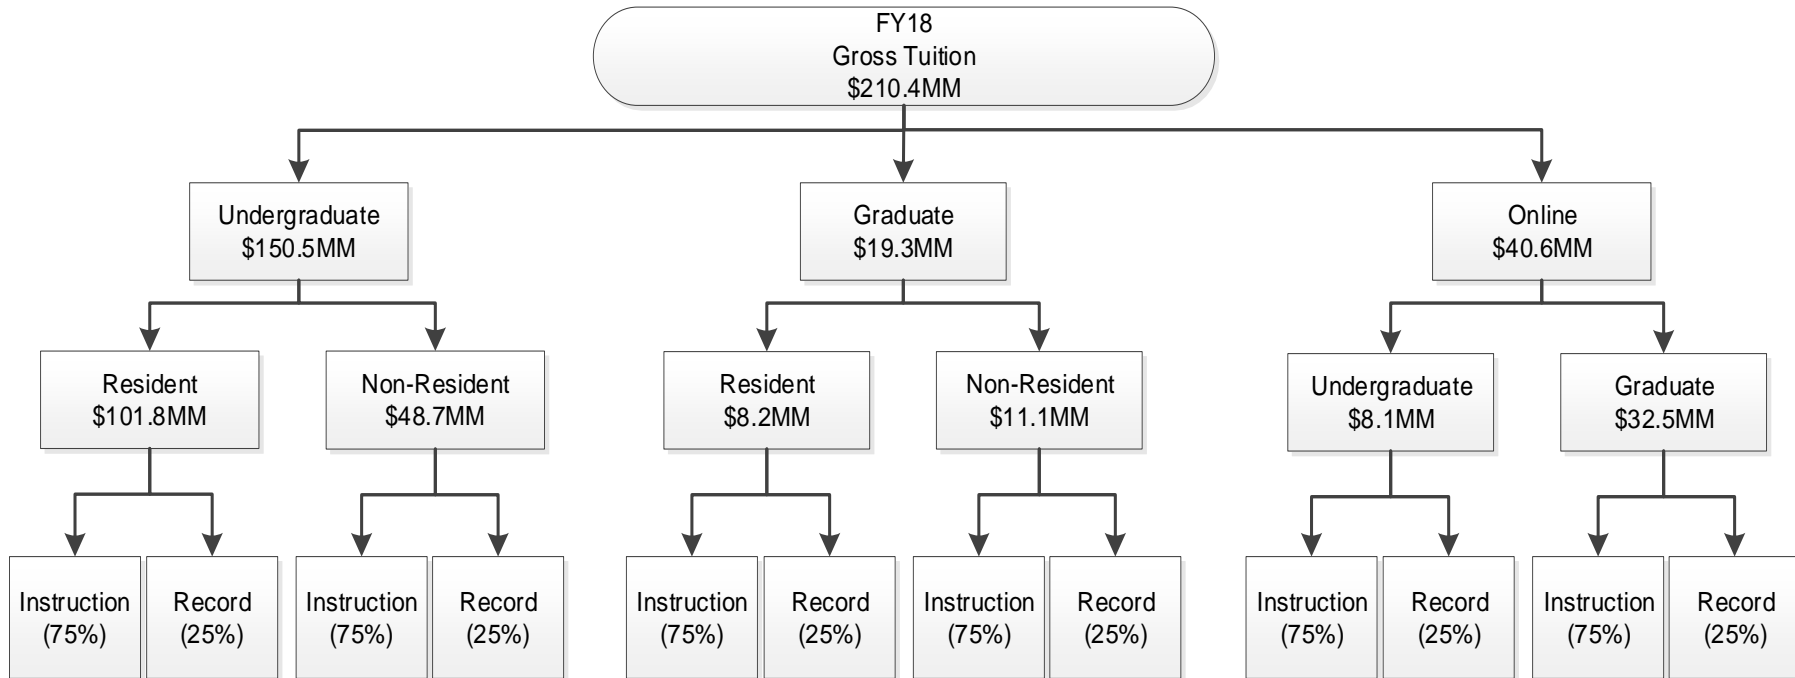 FY18
Gross Tuition
$210.4MM
Undergraduate
$150.5MM
Graduate
$19.3MM
Online
$40.6MM
Resident
$101.8MM
Non-Resident
$48.7MM
Resident
$8.2MM
Non-Resident
$11.1MM
Undergraduate
$8.1MM
Graduate
$32.5MM
Instruction
(75%)
Record
(25%)
Instruction
(75%)
Record
(25%)
Instruction
(75%)
Record
(25%)
Instruction
(75%)
Record
(25%)
Instruction
(75%)
Record
(25%)
Instruction
(75%)
Record
(25%)